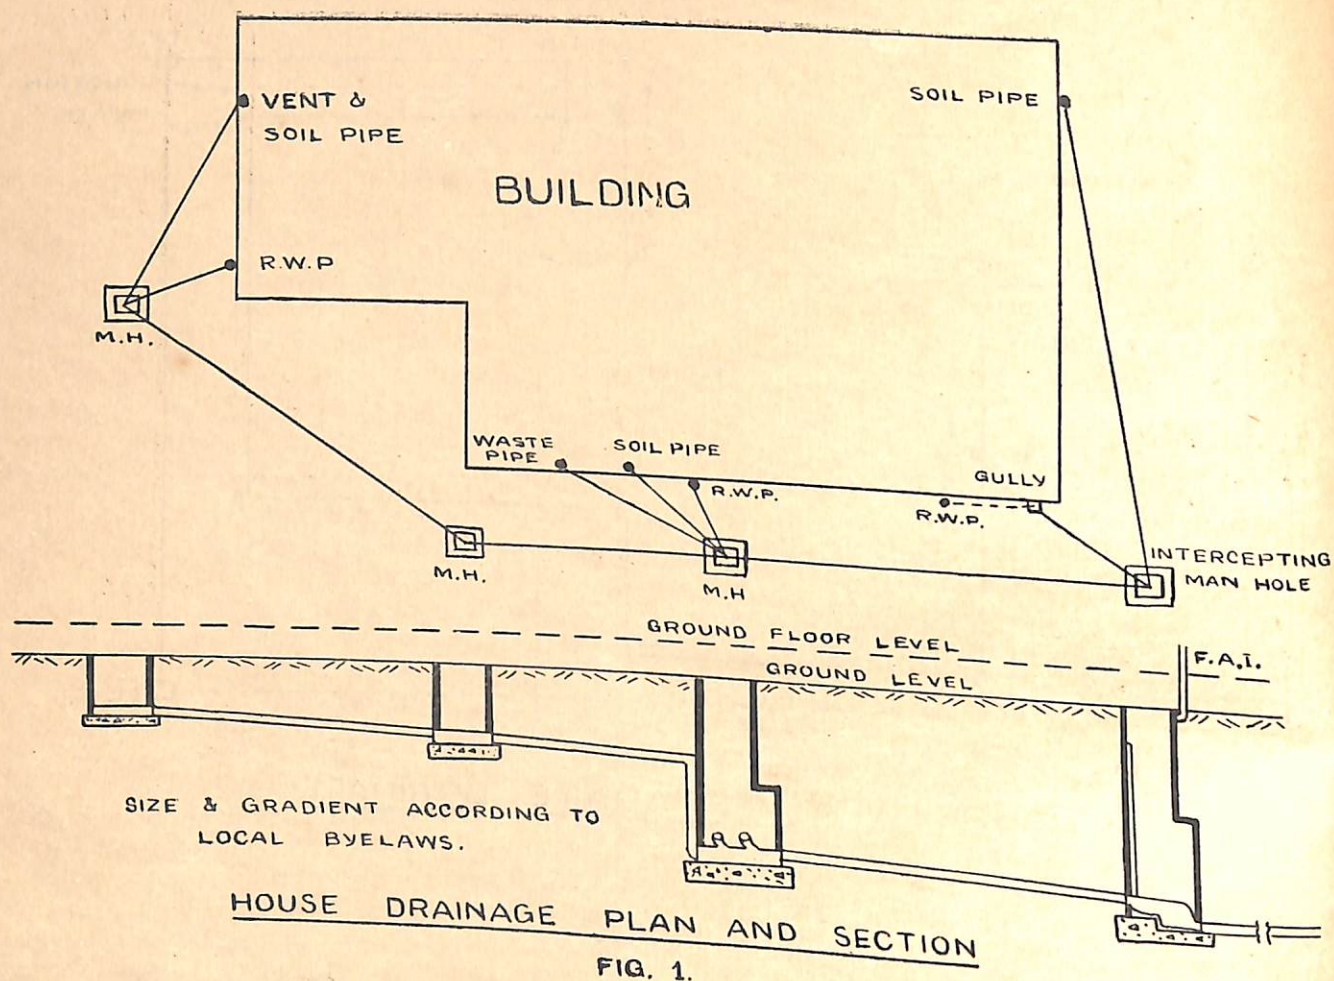 VENT &
SOIL PIPE
SOIL PIPE
BUILDING
R.W.P
M.H.
WASTE
PIPE
SOIL PIPE
R.W.P.
GULLY
R.W.P.
M.H.
M.H
INTERCEPTING
MAN HOLE
GROUND FLOOR LEVEL
F.A.I.
GROUND LEVEL
SIZE & GRADIENT ACCORDING TO
LOCAL BYELAWS.
HOUSE DRAINAGE PLAN AND SECTION
FIG. 1.